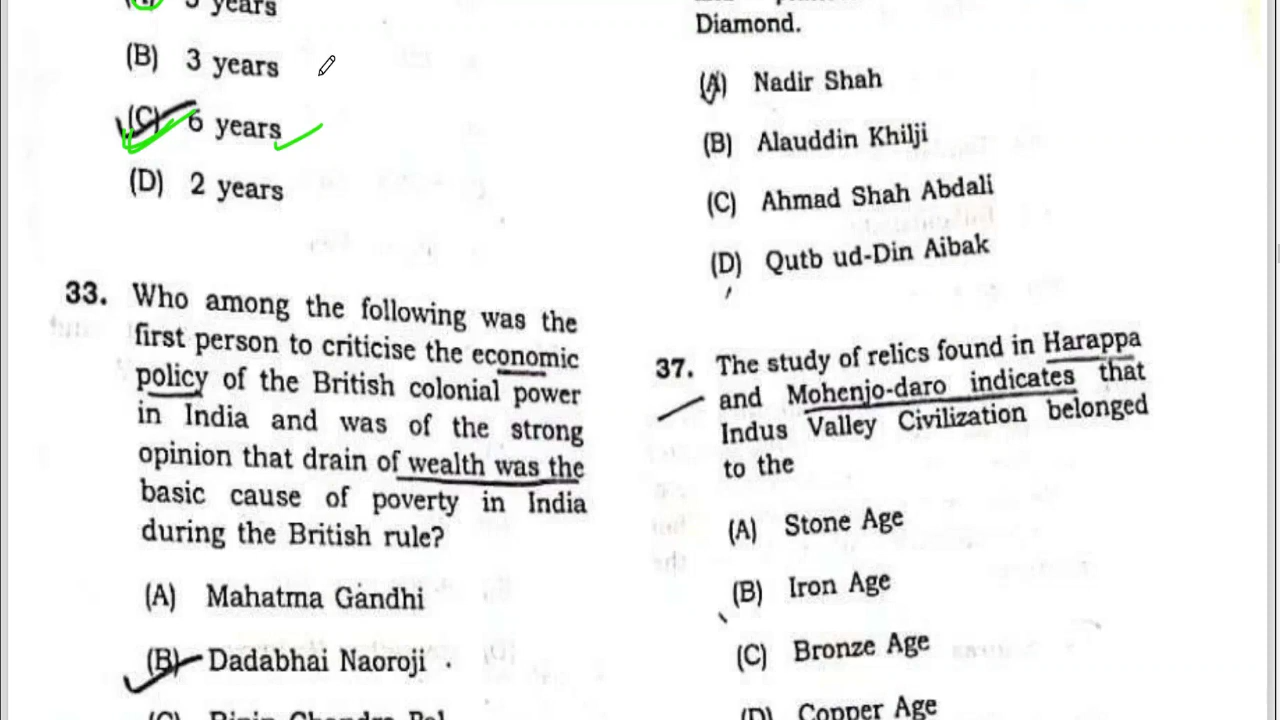 years
(B) 3 years
(C) 6 years
(D) 2 years
33. Who among the following was the
first person to criticise the economic
policy of the British colonial power
in India and was of the strong
opinion that drain of wealth was the
basic cause of poverty in India
during the British rule?
(A) Mahatma Gandhi
(B) Dadabhai Naoroji
(C) Bipin Chandra Pal
Diamond.
(A) Nadir Shah
(B) Alauddin Khilji
(C) Ahmad Shah Abdali
(D) Qutb ud-Din Aibak
37. The study of relics found in Harappa
and Mohenjo-daro indicates that
Indus Valley Civilization belonged
to the
(A) Stone Age
(B) Iron Age
(C) Bronze Age
(D) Copper Age